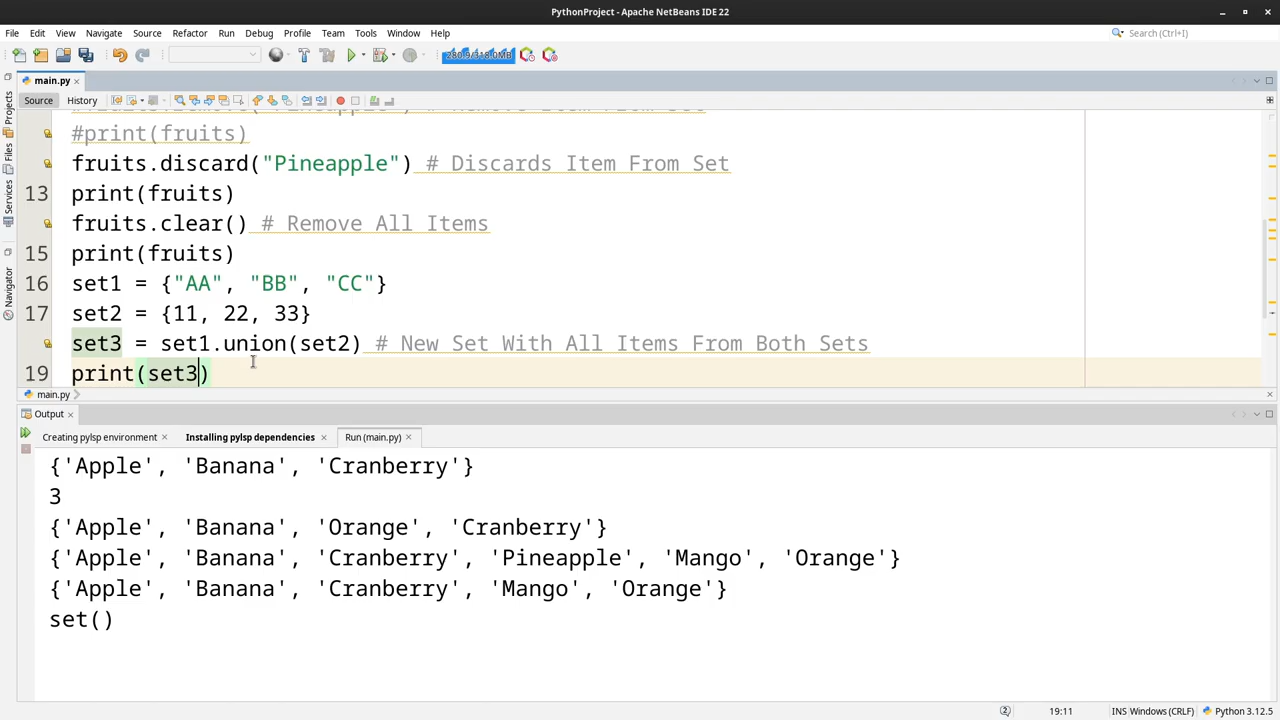 PythonProject - Apache NetBeans IDE 22
File Edit View Navigate Source Refactor Run Debug Profile Team Tools Window Help
Search (Ctrl+I)
main.py
Source History
Projects
Files
Services
Navigator
#print(fruits)
fruits.discard("Pineapple") # Discards Item From Set
13 print(fruits)
fruits.clear() # Remove All Items
15 print(fruits)
16 set1 = {"AA", "BB", "CC"}
17 set2 = {11, 22, 33}
set3 = set1.union(set2) # New Set With All Items From Both Sets
19 print(set3)
main.py
Output
Creating pylsp environment Installing pylsp dependencies Run (main.py)
{'Apple', 'Banana', 'Cranberry'}
3
{'Apple', 'Banana', 'Orange', 'Cranberry'}
{'Apple', 'Banana', 'Cranberry', 'Pineapple', 'Mango', 'Orange'}
{'Apple', 'Banana', 'Cranberry', 'Mango', 'Orange'}
set()
2 19:11 INS Windows (CRLF) Python 3.12.5